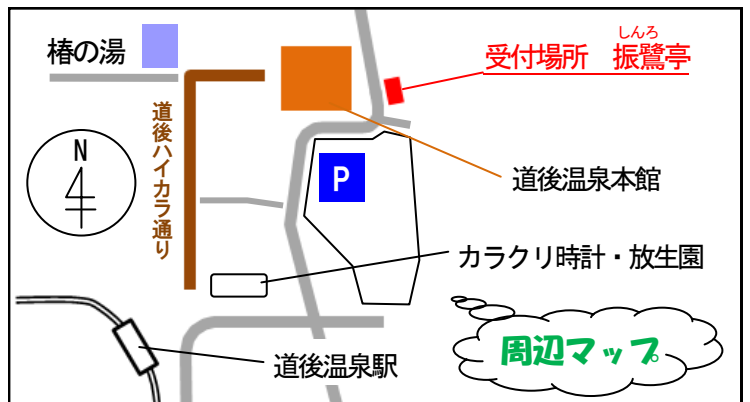 しんろ
椿の湯
受付場所　振鷺亭
道後ハイカラ通り
N
P
道後温泉本館
カラクリ時計・放生園
周辺マップ
道後温泉駅